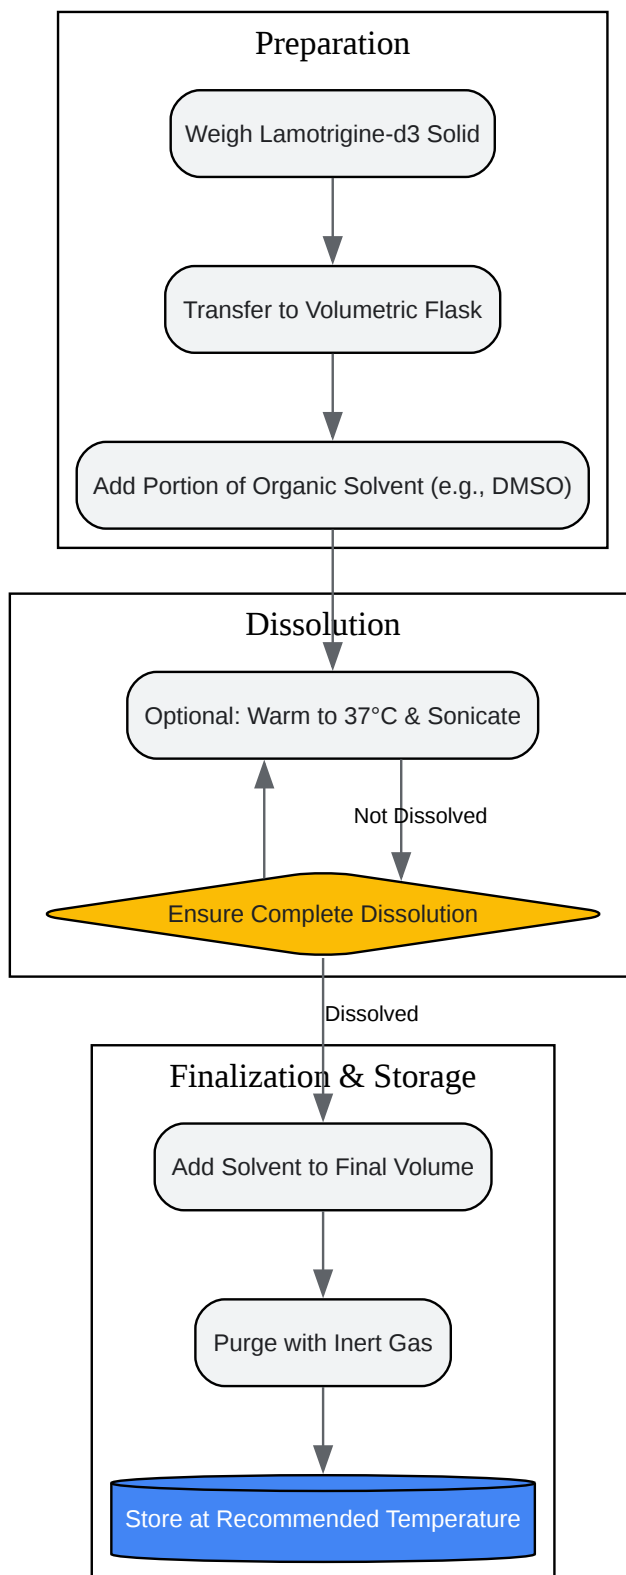 Preparation
Weigh Lamotrigine-d3 Solid
Transfer to Volumetric Flask
Add Portion of Organic Solvent (e.g., DMSO)
Dissolution
Optional: Warm to 37°C & Sonicate
Not Dissolved
Ensure Complete Dissolution
Dissolved
Finalization & Storage
Add Solvent to Final Volume
Purge with Inert Gas
Store at Recommended Temperature